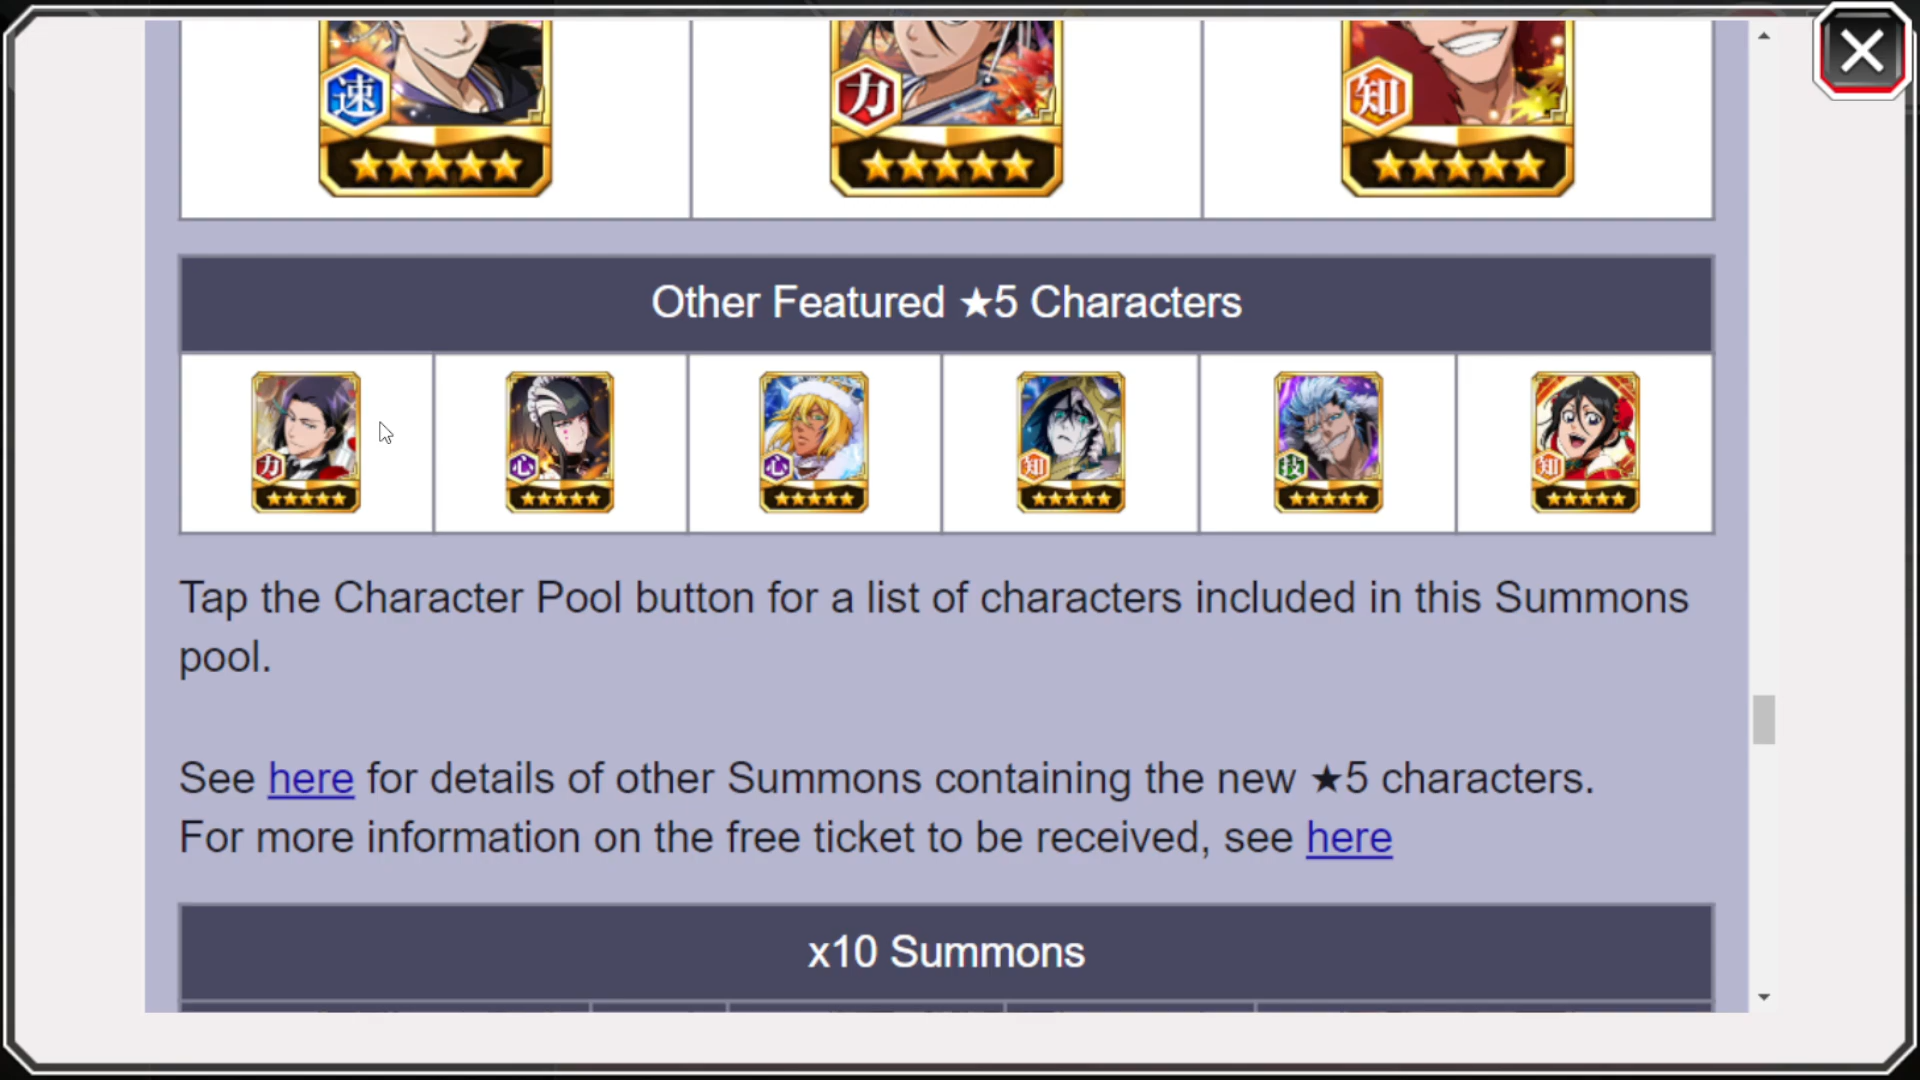 速 力 知
Other Featured ★5 Characters
力 心 心 知 技 知
Tap the Character Pool button for a list of characters included in this Summons
pool.
See here for details of other Summons containing the new ★5 characters.
For more information on the free ticket to be received, see here
x10 Summons